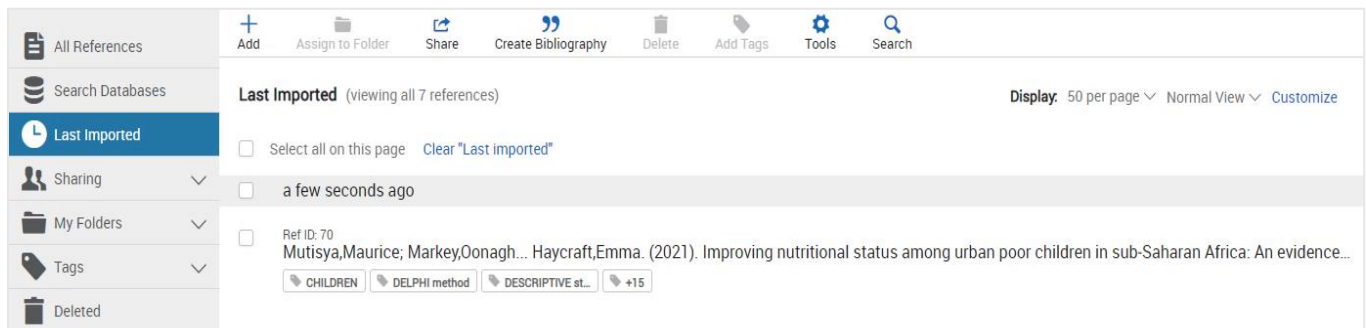 All References
Search Databases
Last Imported
Sharing
My Folders
Tags
Deleted
Add Assign to Folder Share Create Bibliography Delete Add Tags Tools Search
Last Imported (viewing all 7 references) Display: 50 per page Normal View Customize
Select all on this page Clear "Last imported"
a few seconds ago
Ref ID: 70
Mutisya,Maurice; Markey,Oonagh... Haycraft,Emma. (2021). Improving nutritional status among urban poor children in sub-Saharan Africa: An evidence...
CHILDREN DELPHI method DESCRIPTIVE st... +15